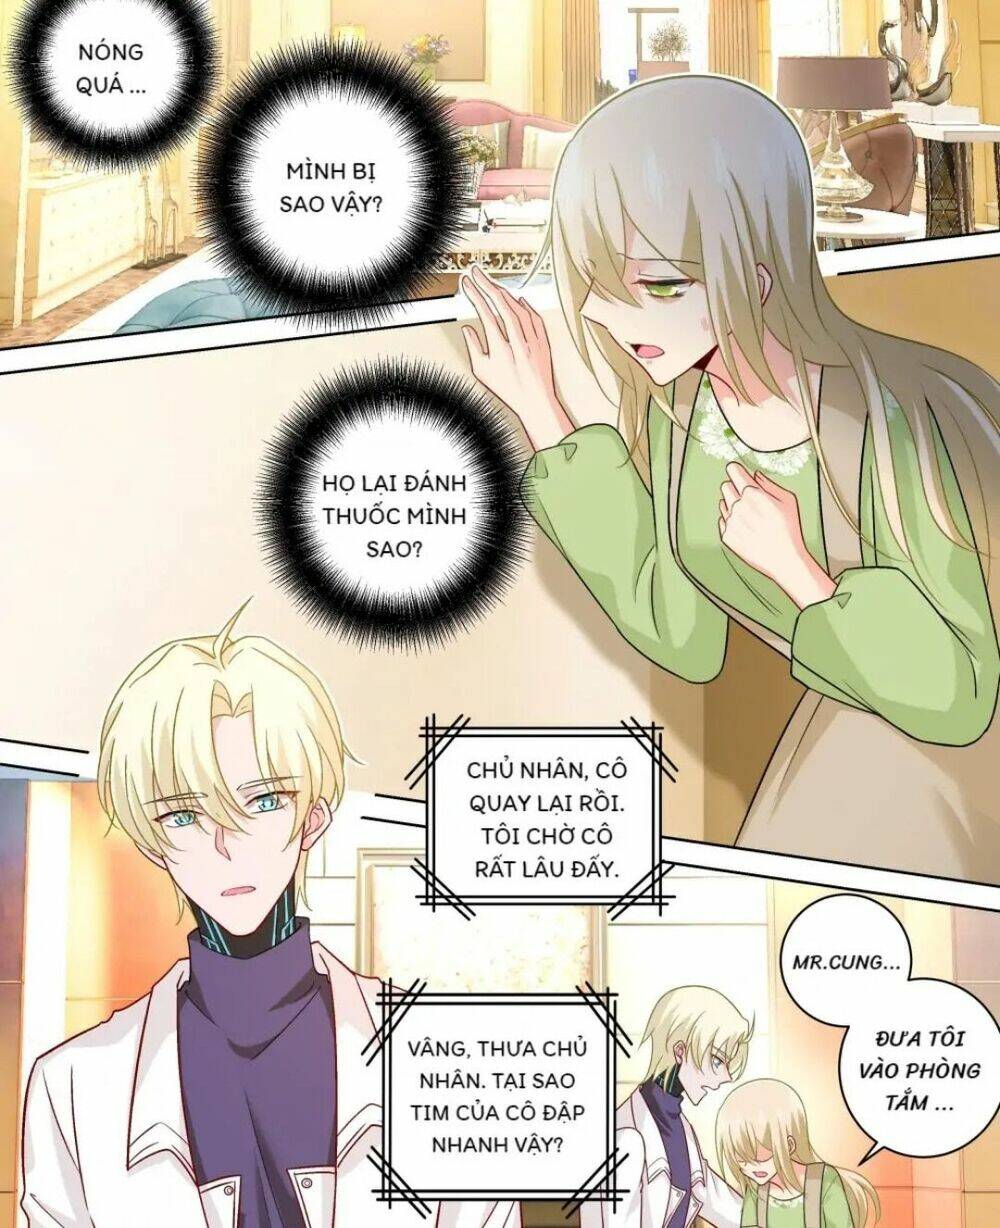 NÓNG
QUÁ ...
MÌNH BỊ
SAO VẬY?
HỌ LẠI ĐÁNH
THUỐC MÌNH
SAO?
CHỦ NHÂN, CÔ
QUAY LẠI RỒI.
TÔI CHỜ CÔ
RẤT LÂU ĐẤY.
MR.CUNG...
ĐƯA TÔI
VÀO PHÒNG
TẮM ...
VÂNG, THƯA CHỦ
NHÂN. TẠI SAO
TIM CỦA CÔ ĐẬP
NHANH VẬY?